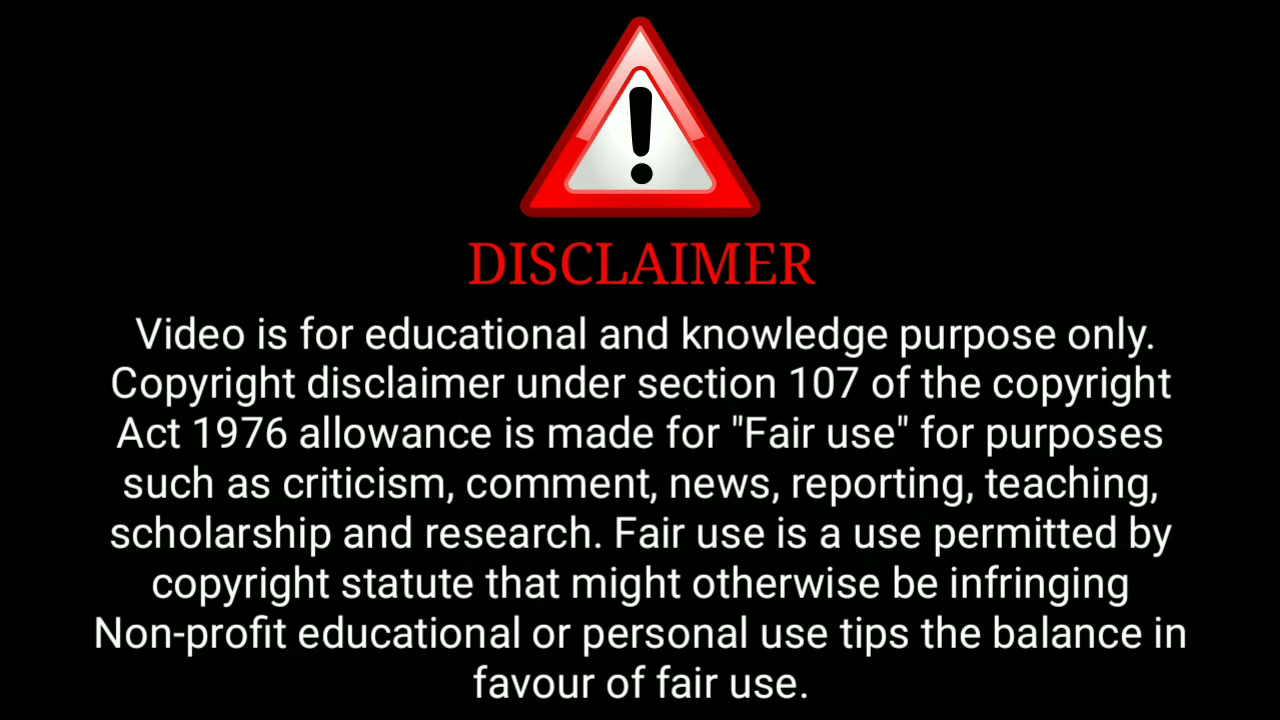 DISCLAIMER
Video is for educational and knowledge purpose only.
Copyright disclaimer under section 107 of the copyright
Act 1976 allowance is made for "Fair use" for purposes
such as criticism, comment, news, reporting, teaching,
scholarship and research. Fair use is a use permitted by
copyright statute that might otherwise be infringing
Non-profit educational or personal use tips the balance in
favour of fair use.